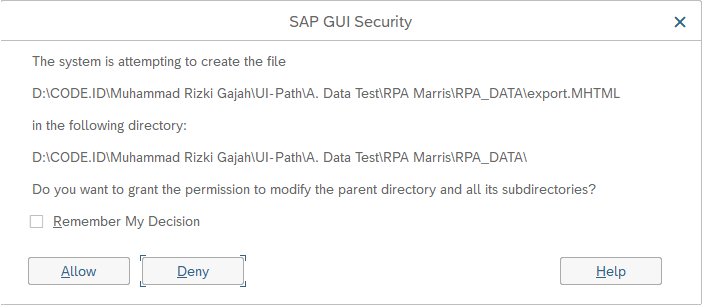 SAP GUI Security
The system is attempting to create the file
D:\CODE.ID\Muhammad Rizki Gajah\UI-Path\A. Data Test\RPA Marris\RPA_DATA\export.MHTML
in the following directory:
D:\CODE.ID\Muhammad Rizki Gajah\UI-Path\A. Data Test\RPA Marris\RPA_DATA\
Do you want to grant the permission to modify the parent directory and all its subdirectories?
Remember My Decision
Allow
Deny
Help